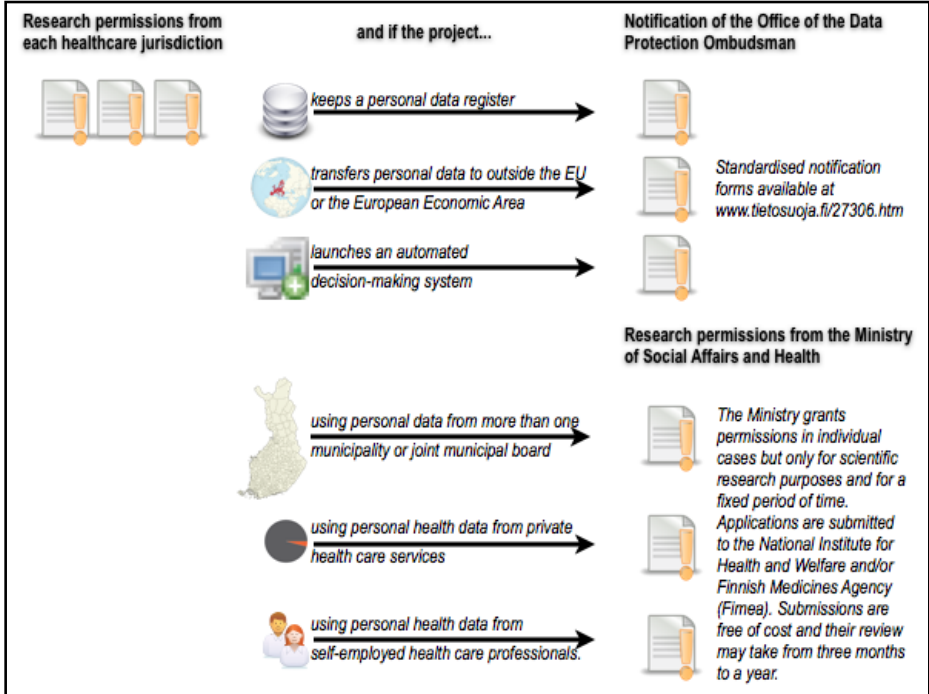 Research permissions from
each healthcare jurisdiction
and if the project...
Notification of the Office of the Data
Protection Ombudsman
keeps a personal data register
transfers personal data to outside the EU
or the European Economic Area
Standardised notification
forms available at
www.tietosuoja.fi/27306.htm
launches an automated
decision-making system
Research permissions from the Ministry
of Social Affairs and Health
using personal data from more than one
municipality or joint municipal board
using personal health data from private
health care services
using personal health data from
self-employed health care professionals.
The Ministry grants
permissions in individual
cases but only for scientific
research purposes and for a
fixed period of time.
Applications are submitted
to the National Institute for
Health and Welfare and/or
Finnish Medicines Agency
(Fimea). Submissions are
free of cost and their review
may take from three months
to a year.